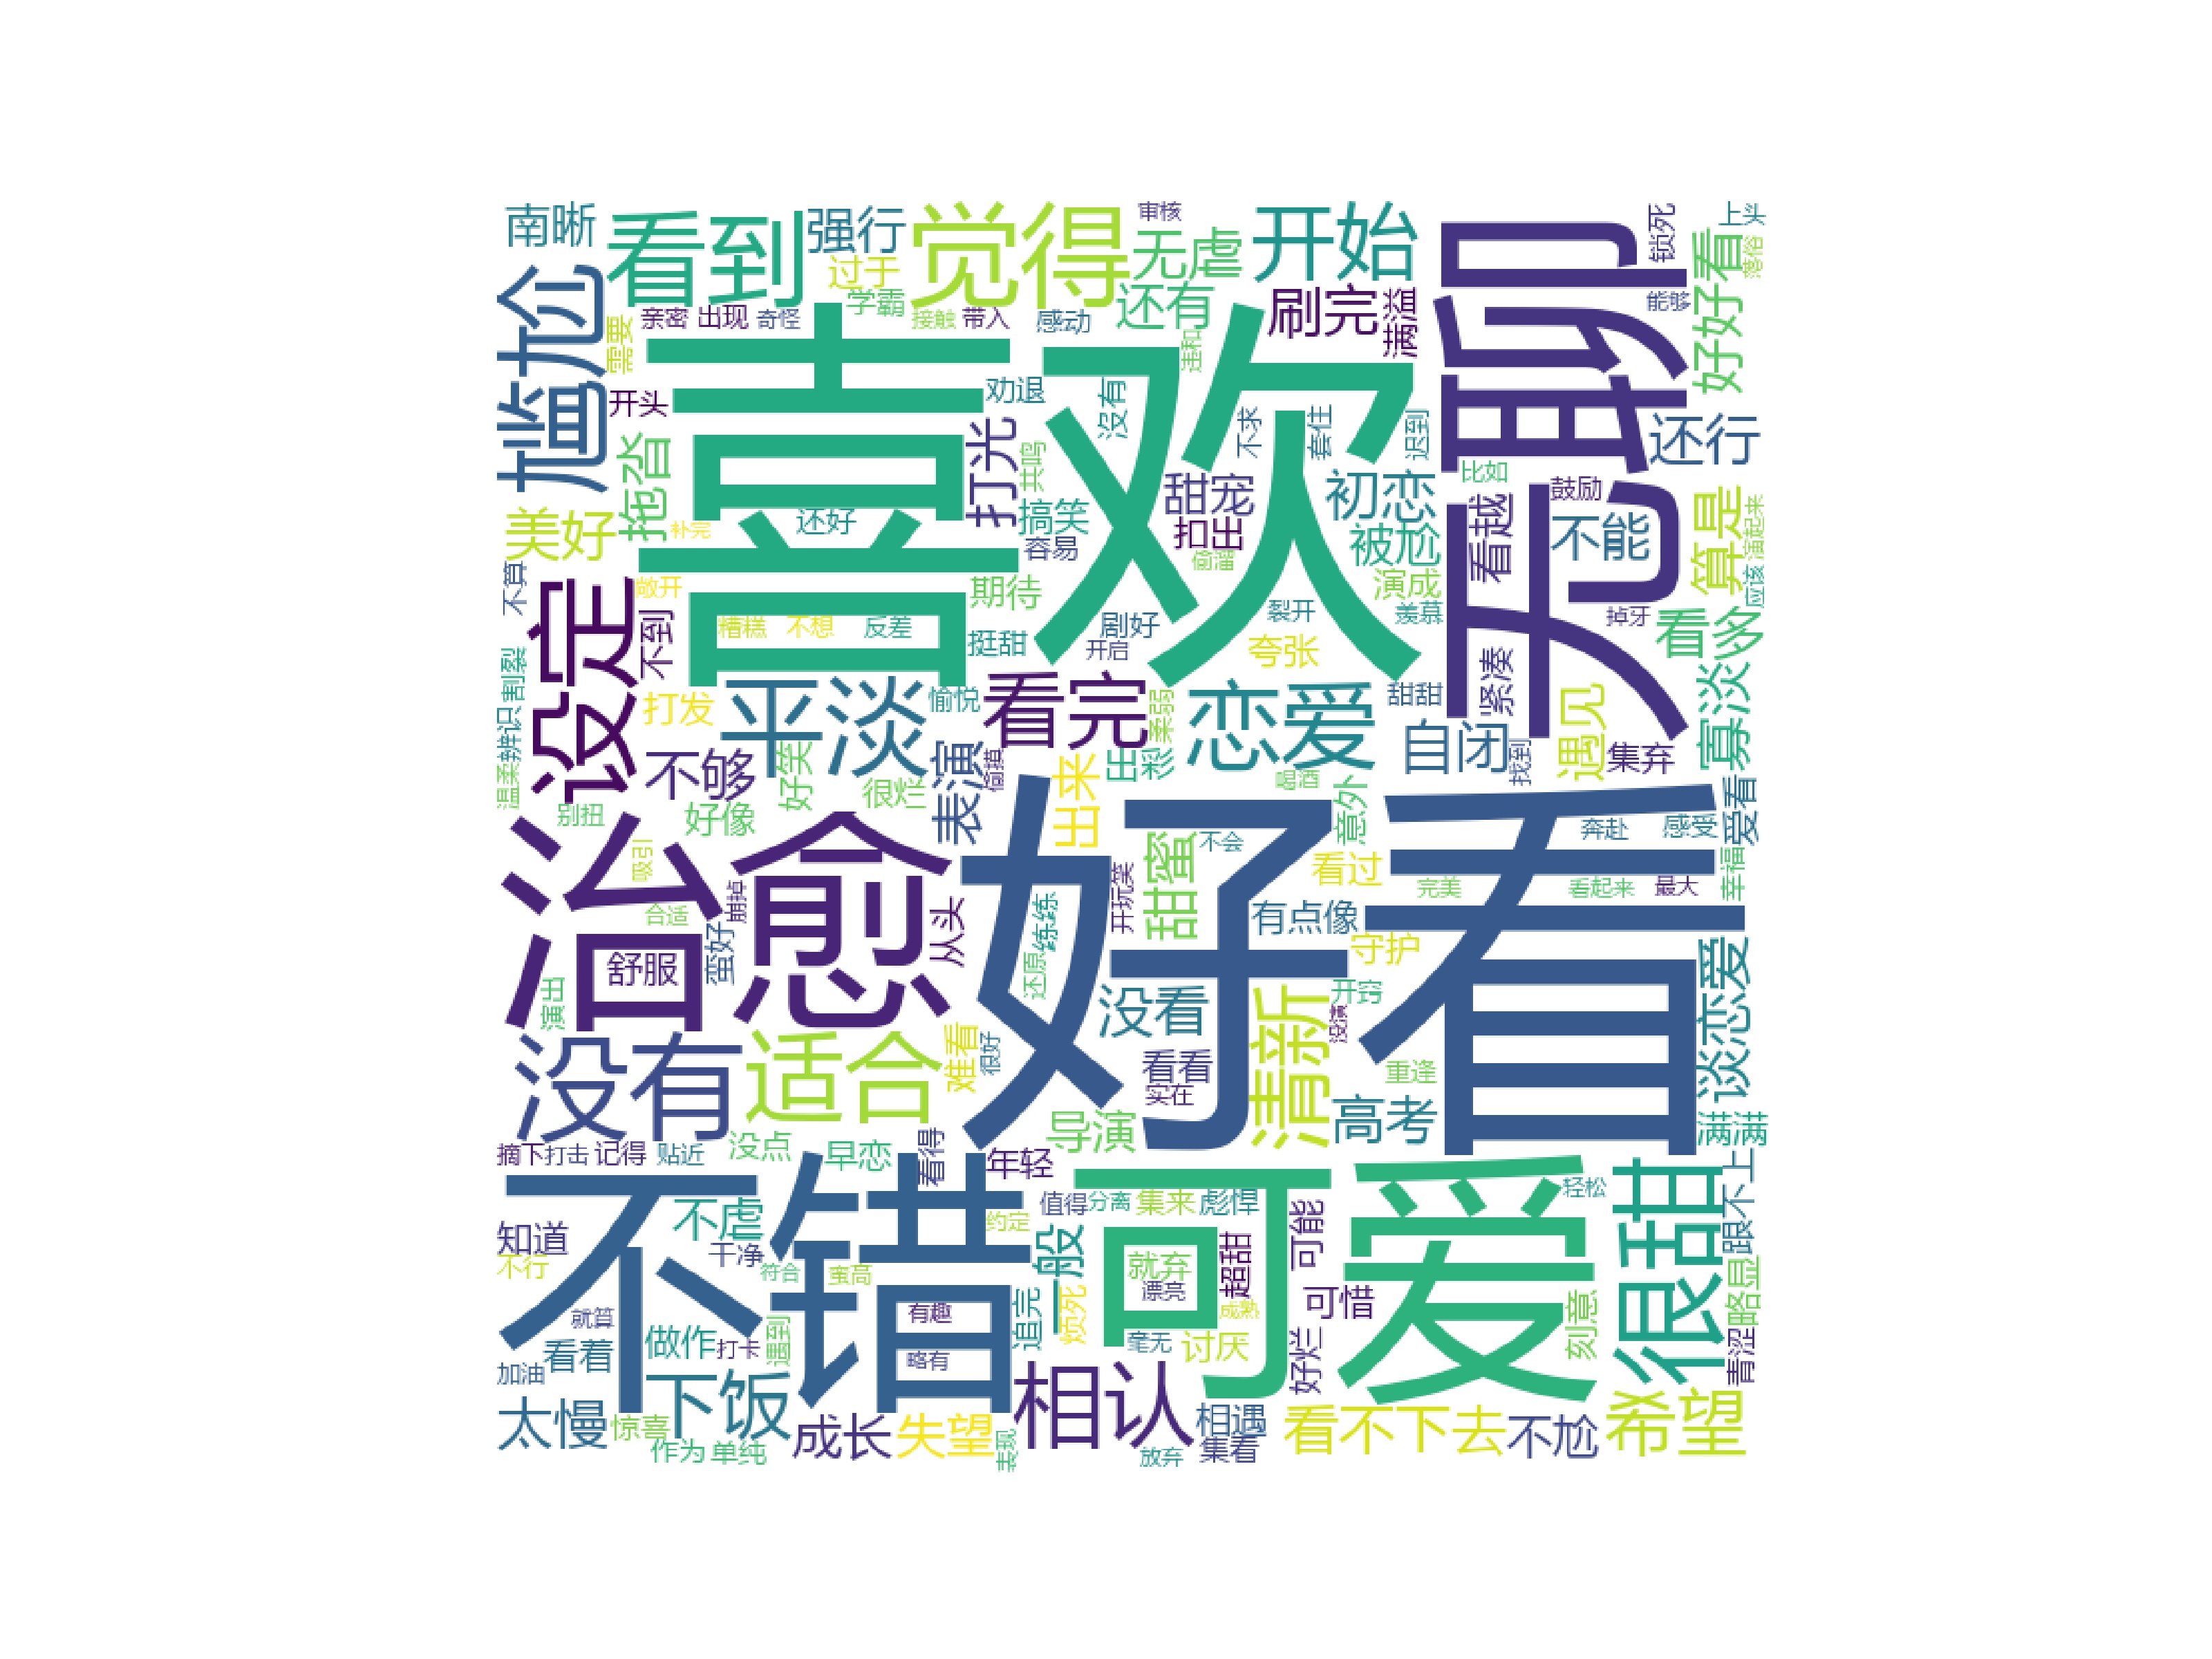 南晰
看到
强行
觉得
审核
无虐
开始
无聊
锁死
上头
好好看
落俗
尴尬
过于
学霸
还有
刷完
满溢
能够
需要
亲密
出现
奇怪
喜欢
接触
带入
感动
违和
开头
劝退
没有
不求
套住
迟到
还行
拖沓
打光
共鸣
甜宠
初恋
比如
鼓励
美好
补完
还好
搞笑
扣出
被尬
看越
不能
算是
演起来
容易
不算
设定
敞开
期待
演成
应该
不到
糟糕
不想
反差
挺甜
剧好
开启
裂开
夸张
羡慕
掉牙
看多
割裂
辨识
温柔
打发
平淡
愉悦
看完
柔弱
恋爱
甜甜
紧凑
遇见
寡淡
自闭
不够
好笑
表演
偷摸
出来
喝酒
找到
集弃
别扭
好像
很烂
意外
爱看
治愈
好看
吸引
甜蜜
不会
看过
奔赴
感受
幸福
合适
崩掉
从头
开玩笑
完美
看起来
最大
舒服
蛮好
练练
还原
有点像
守护
谈恋爱
演出
没看
清新
开窍
没有
适合
难看
很好
看看
实在
没演
重逢
导演
高考
满满
摘下
打击
记得
贴近
没点
早恋
看得
年轻
不错
可爱
轻松
很甜
跟不上
知道
不虐
值得
分离
集来
彪悍
约定
可能
不行
干净
符合
一般
就弃
超甜
略显
就算
有趣
追完
烦死
漂亮
成熟
可惜
看着
做作
打卡
遇到
毫无
讨厌
好烂
刻意
青涩
加油
略有
太慢
下饭
相认
惊喜
成长
失望
相遇
看不下去
不尬
希望
作为
单纯
表现
放弃
集看